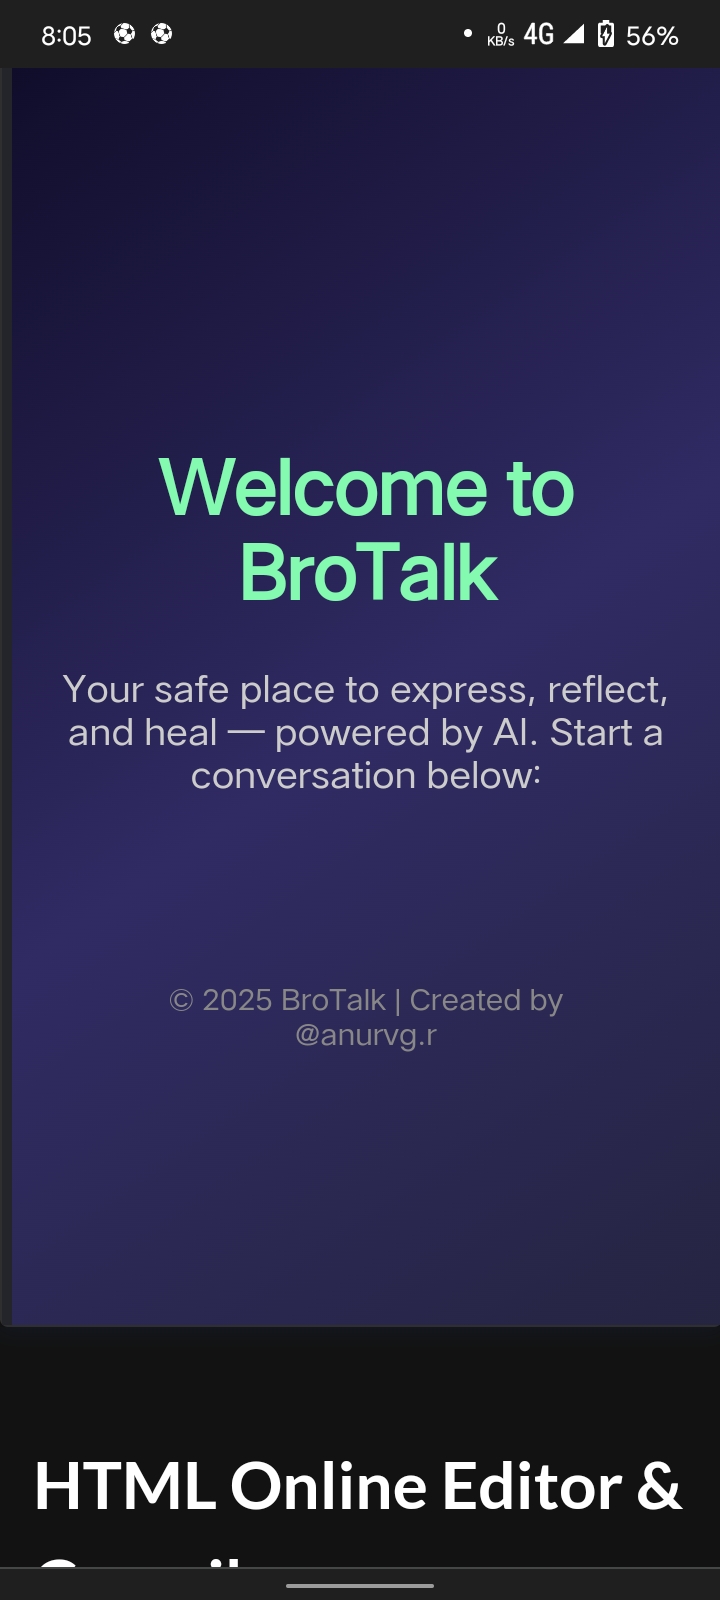 8:05
0
KB/s 4G 56%
Welcome to
BroTalk
Your safe place to express, reflect,
and heal — powered by AI. Start a
conversation below:
© 2025 BroTalk | Created by
@anurvg.r
HTML Online Editor &